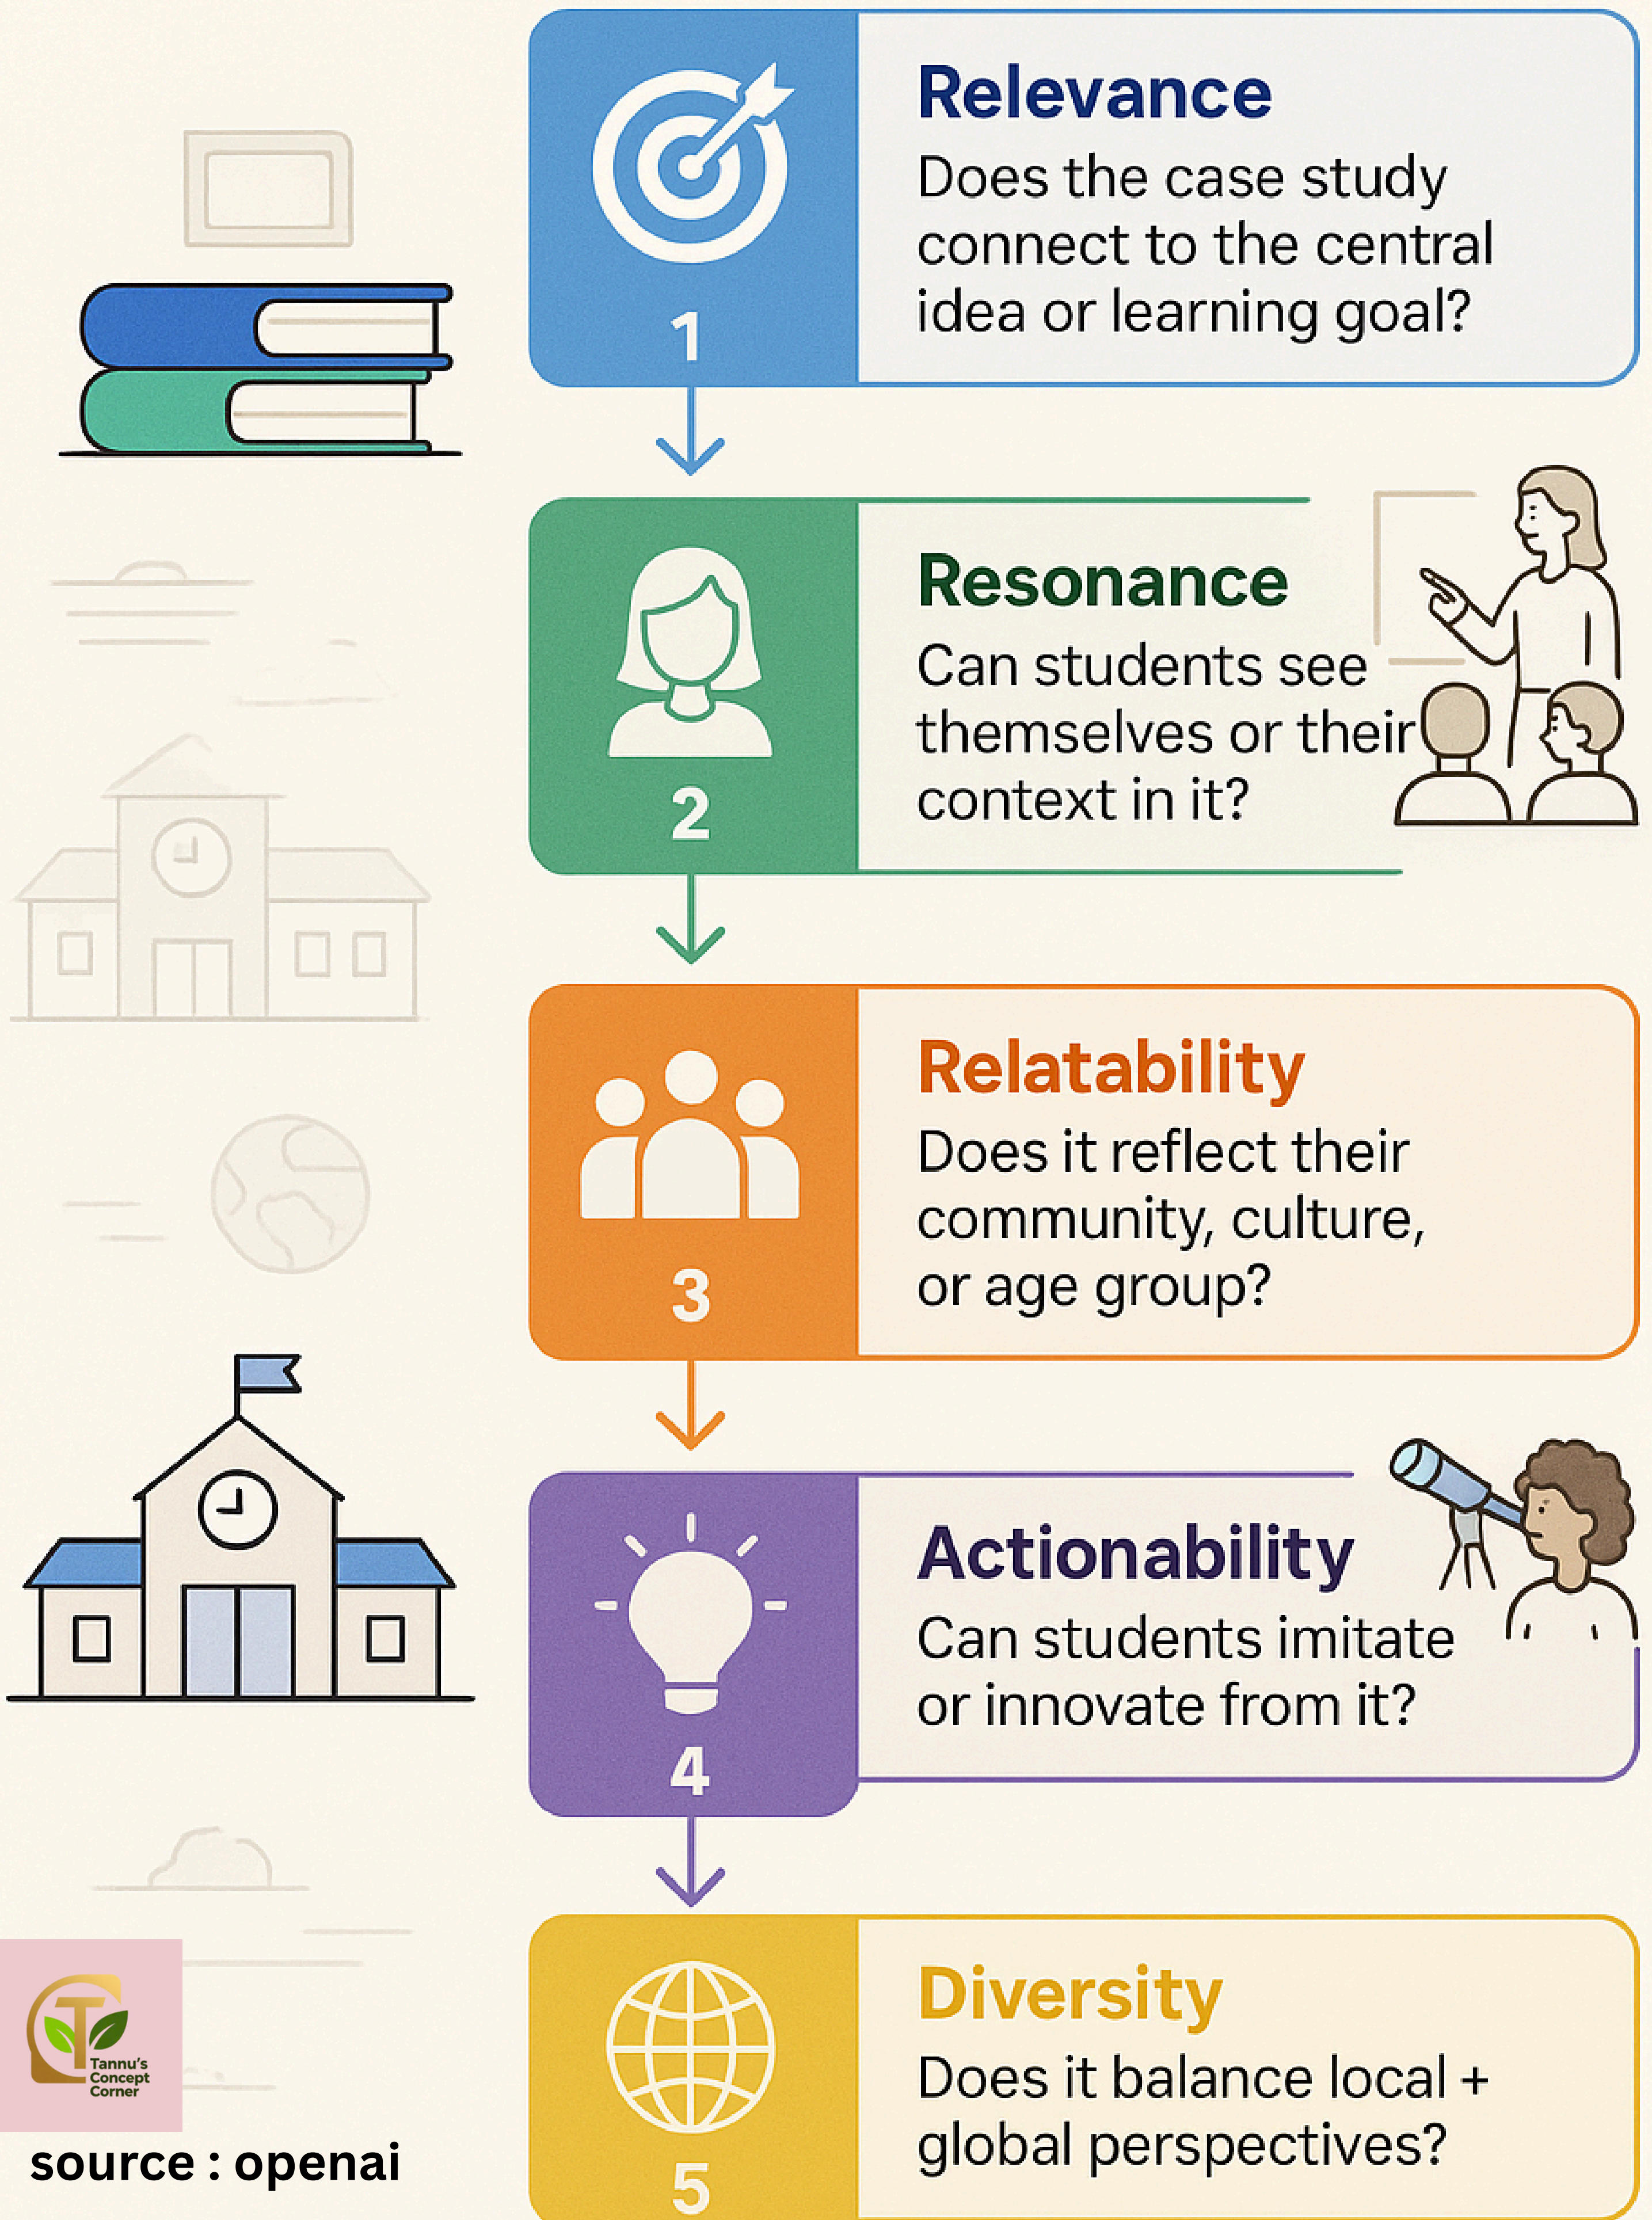 Relevance
Does the case study
connect to the central
idea or learning goal?
1
Resonance
Can students see
themselves or their
context in it?
2
Relatability
Does it reflect their
community, culture,
or age group?
3
Actionability
Can students imitate
or innovate from it?
4
Diversity
Does it balance local +
global perspectives?
5
T
Tannu's
Concept
Corner
source : openai